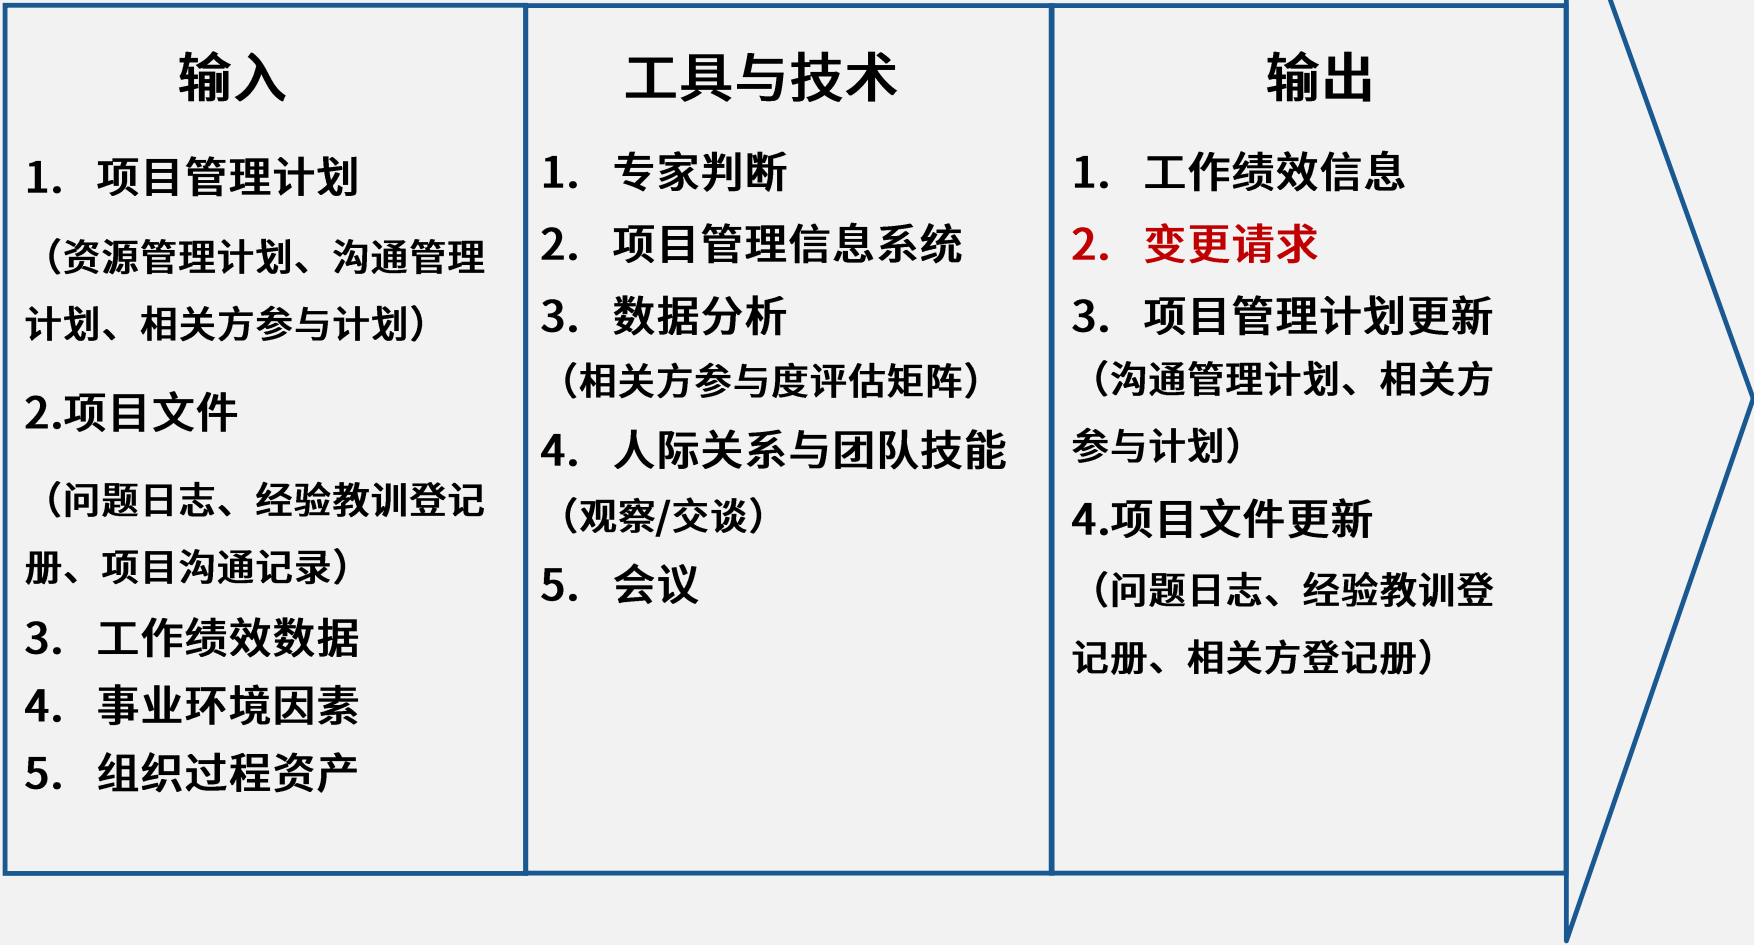 输入
1. 项目管理计划
（资源管理计划、沟通管理
计划、相关方参与计划）
2.项目文件
（问题日志、经验教训登记
册、项目沟通记录）
3. 工作绩效数据
4. 事业环境因素
5. 组织过程资产
工具与技术
1. 专家判断
2. 项目管理信息系统
3. 数据分析
（相关方参与度评估矩阵）
4. 人际关系与团队技能
（观察/交谈）
5. 会议
输出
1. 工作绩效信息
2. 变更请求
3. 项目管理计划更新
（沟通管理计划、相关方
参与计划）
4.项目文件更新
（问题日志、经验教训登
记册、相关方登记册）